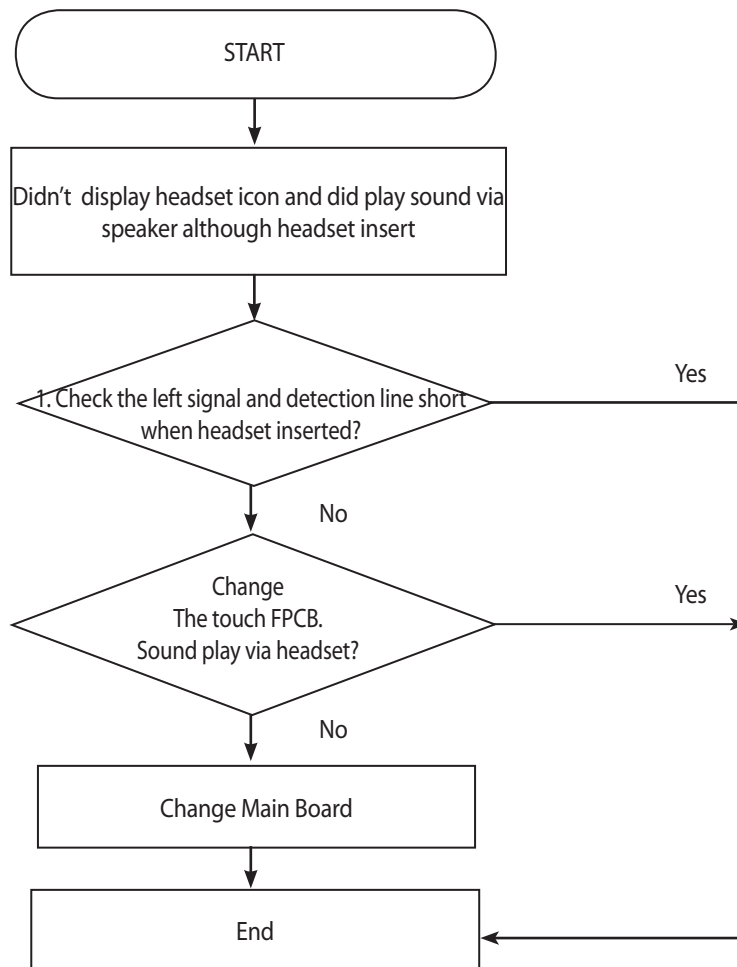 START
Didn't display headset icon and did play sound via
speaker although headset insert
Yes
1. Check the left signal and detection line short
when headset inserted?
No
Change
The touch FPCB.
Sound play via headset?
Yes
No
Change Main Board
End